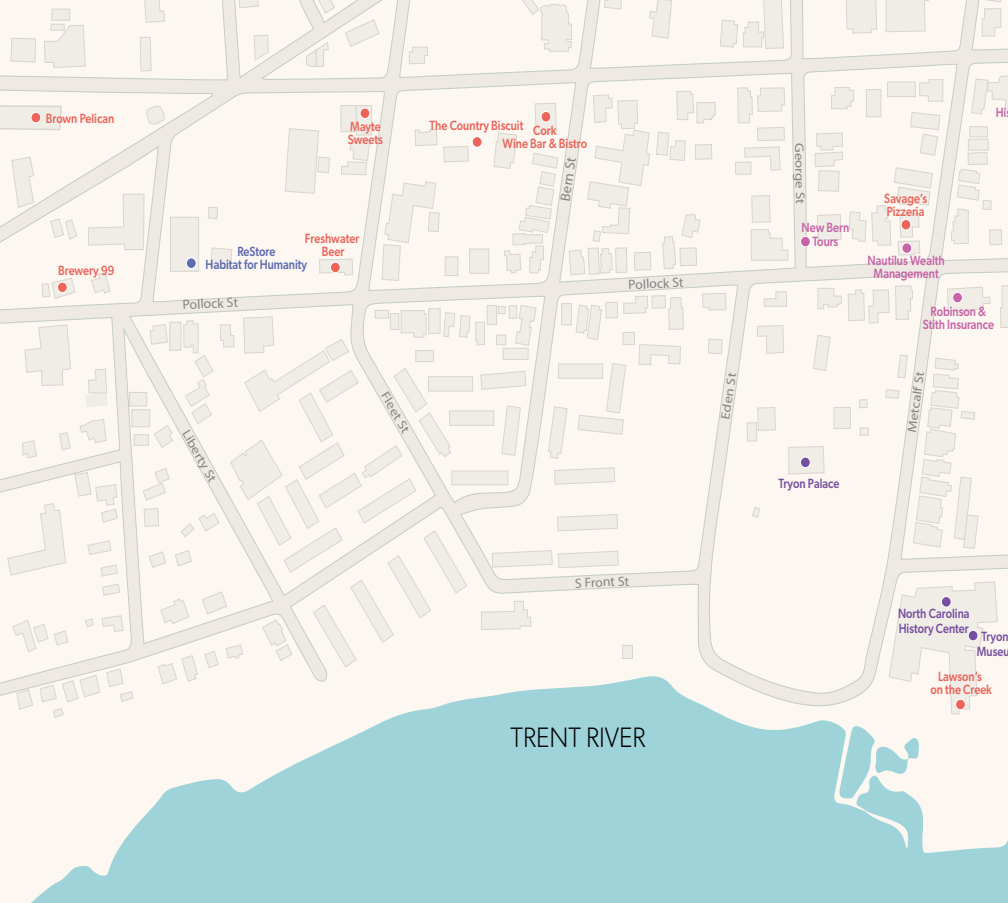 Brown Pelican
Mayte
Sweets
The Country Biscuit
Cork
Wine Bar & Bistro
His
Bern St
George St
Savage's
Pizzeria
New Bern
Tours
Nautilus Wealth
Management
ReStore
Habitat for Humanity
Freshwater
Beer
Brewery 99
Pollock St
Pollock St
Robinson &
Stith Insurance
Fleet St
Eden St
Metcalf St
Liberty St
Tryon Palace
S Front St
North Carolina
History Center
Tryon
Museu
Lawson's
on the Creek
TRENT RIVER